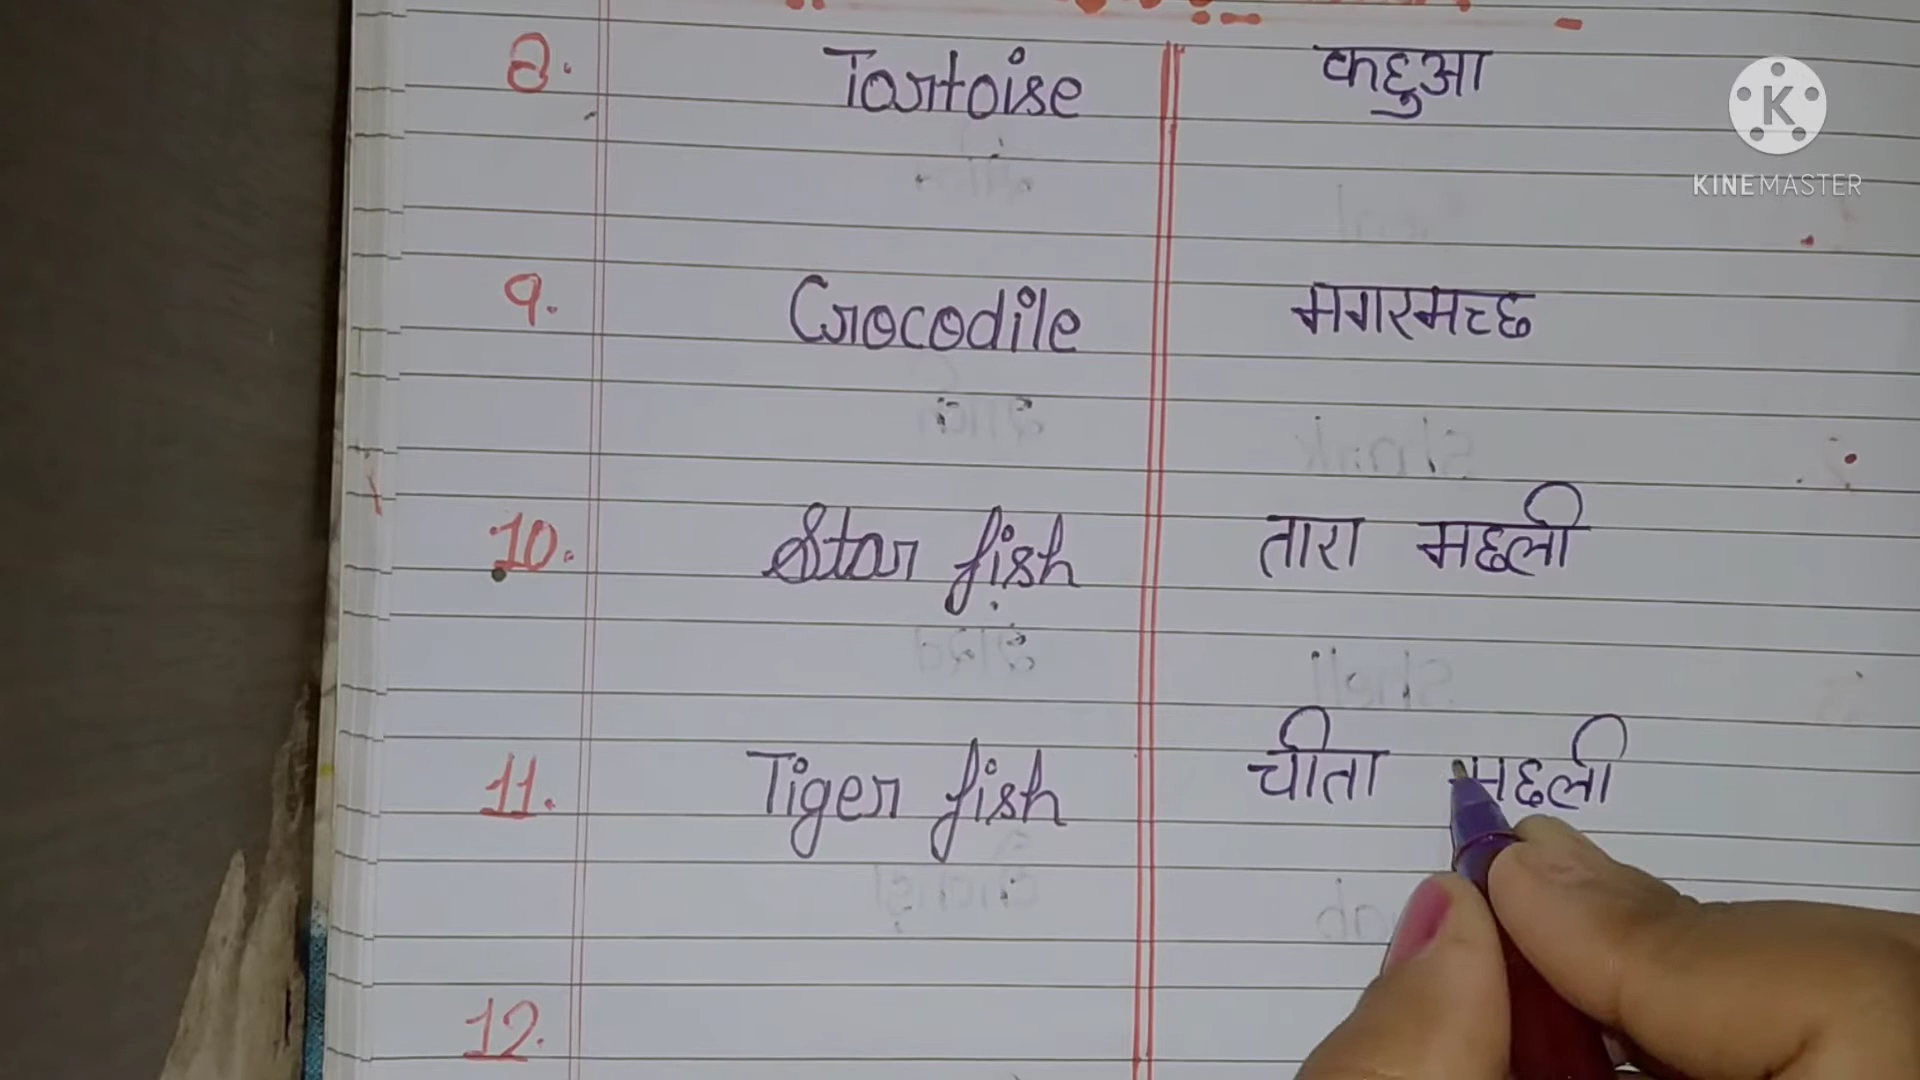 8. Tortoise कछुआ
K
KINEMASTER
9. Crocodile मगरमच्छ
10. Star fish तारा मछली
11. Tiger fish चीता मछली
12.